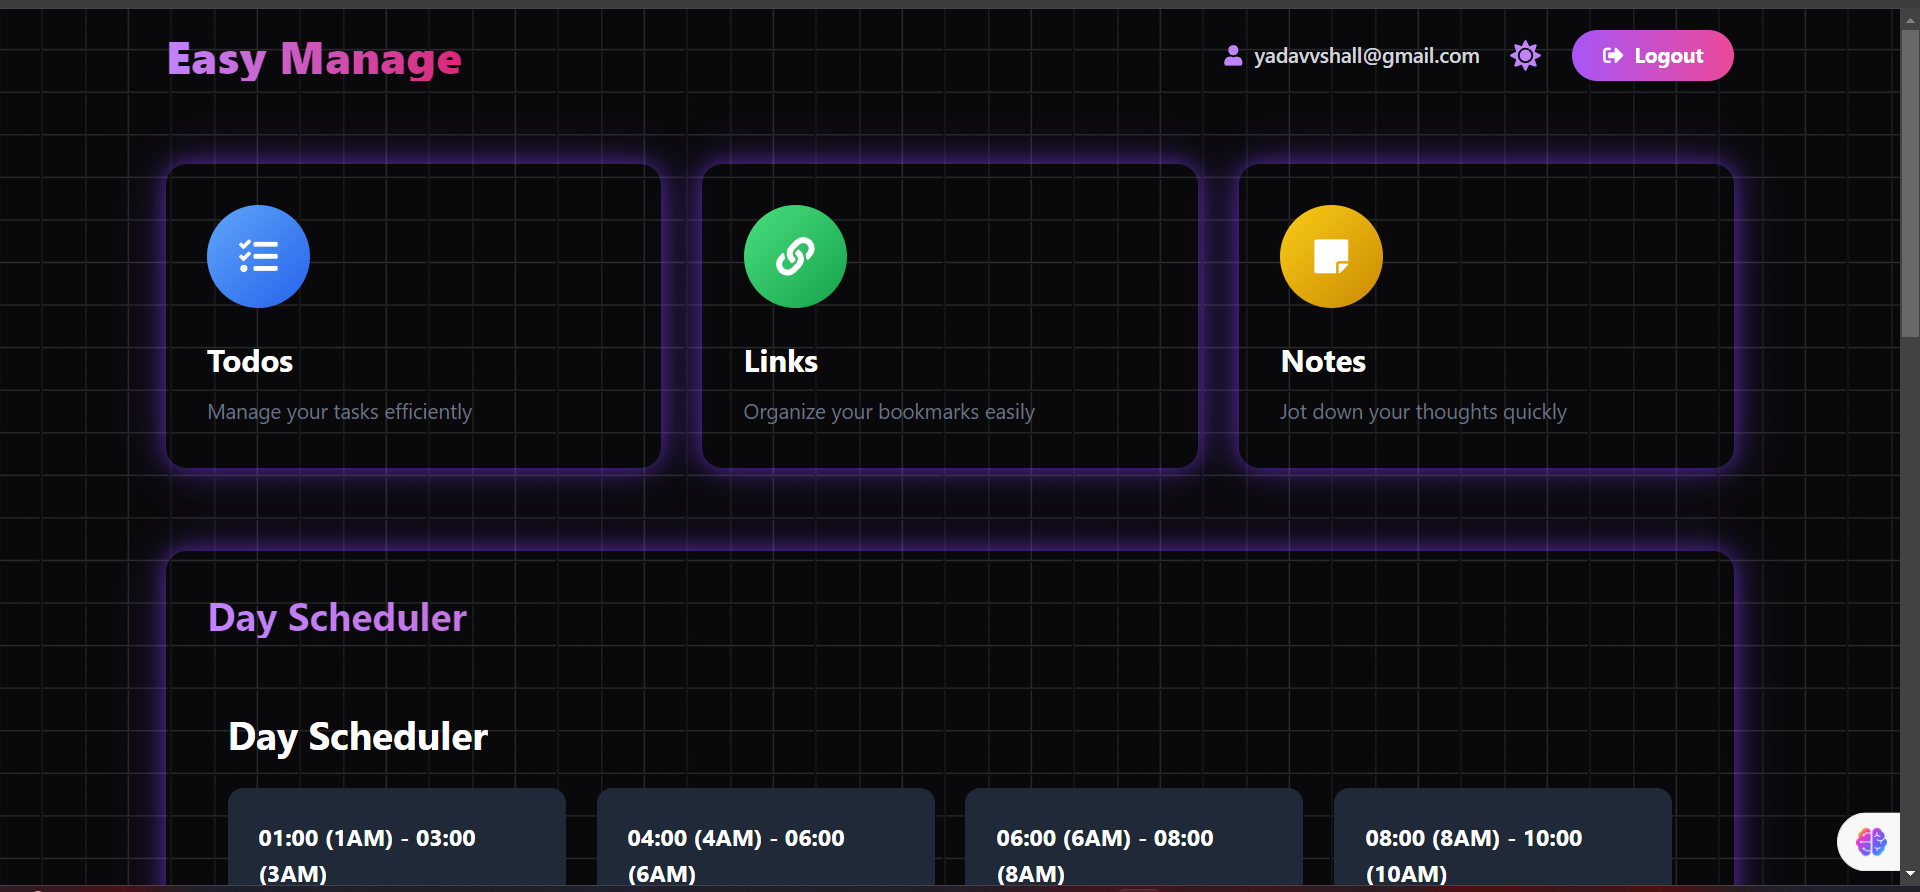 Easy Manage
yadavvshall@gmail.com
Logout
Todos
Manage your tasks efficiently
Links
Organize your bookmarks easily
Notes
Jot down your thoughts quickly
Day Scheduler
Day Scheduler
01:00 (1AM) - 03:00
(3AM)
04:00 (4AM) - 06:00
(6AM)
06:00 (6AM) - 08:00
(8AM)
08:00 (8AM) - 10:00
(10AM)